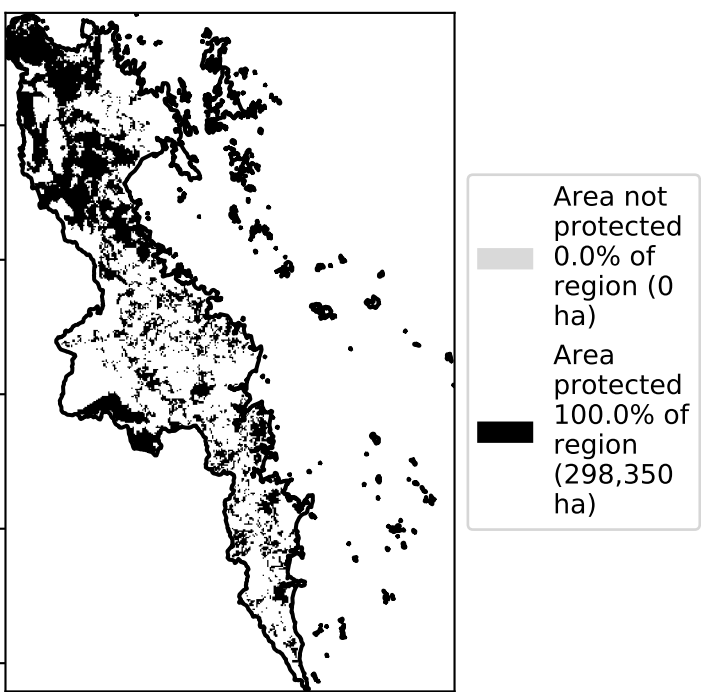 Area not
protected
0.0% of
region (0
ha)
Area
protected
100.0% of
region
(298,350
ha)